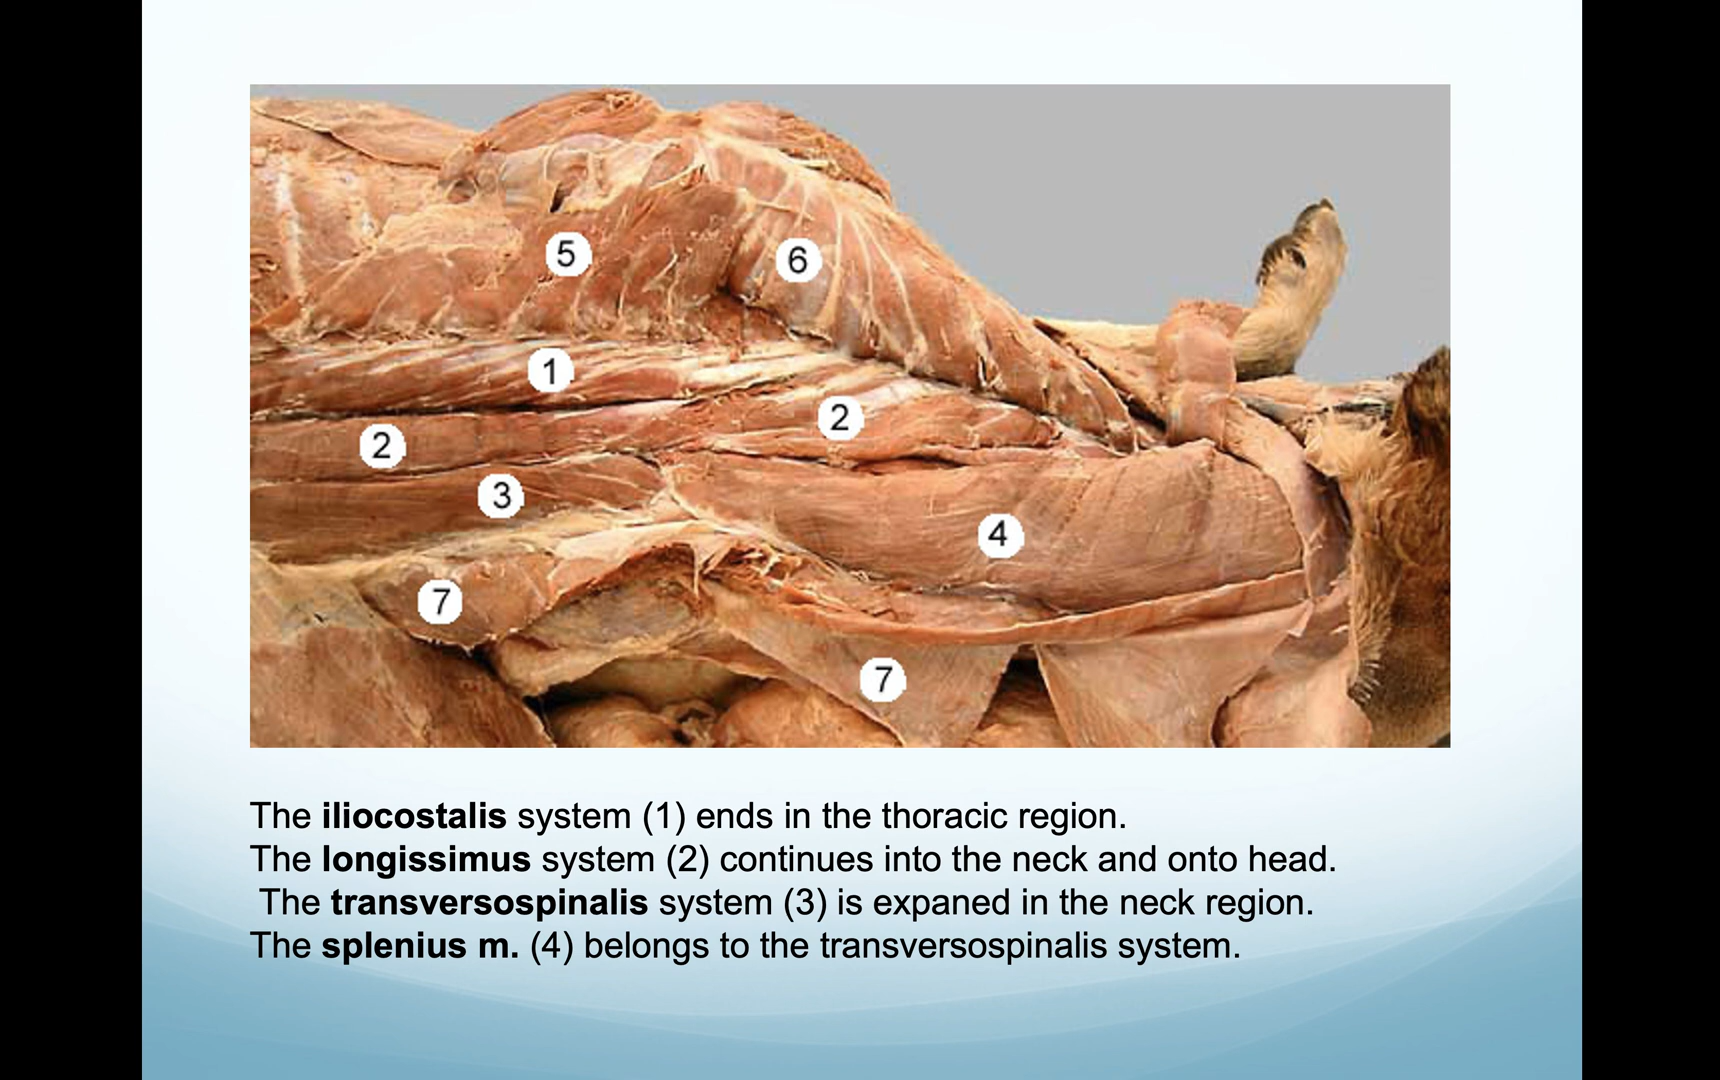 5
6
1
2
2
3
4
7
7
The iliocostalis system (1) ends in the thoracic region.
The longissimus system (2) continues into the neck and onto head.
The transversospinalis system (3) is expaned in the neck region.
The splenius m. (4) belongs to the transversospinalis system.